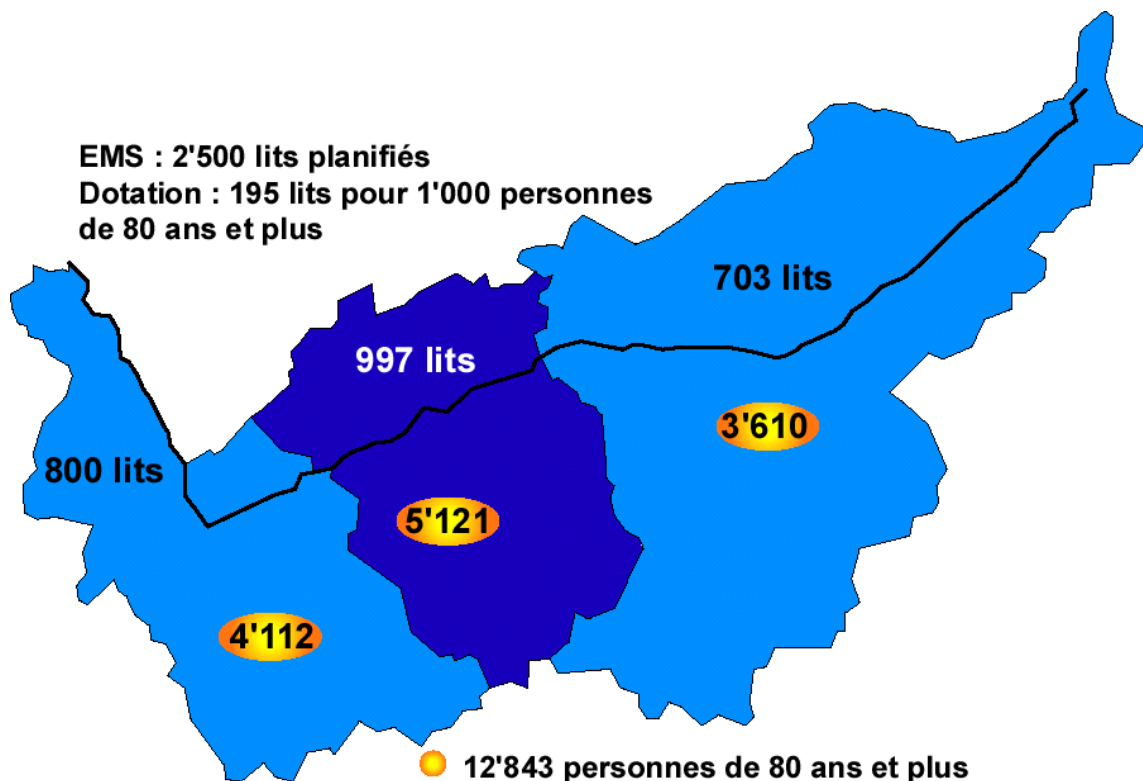 EMS : 2'500 lits planifiés
Dotation : 195 lits pour 1'000 personnes
de 80 ans et plus
703 lits
997 lits
3'610
800 lits
5'121
4'112
12'843 personnes de 80 ans et plus